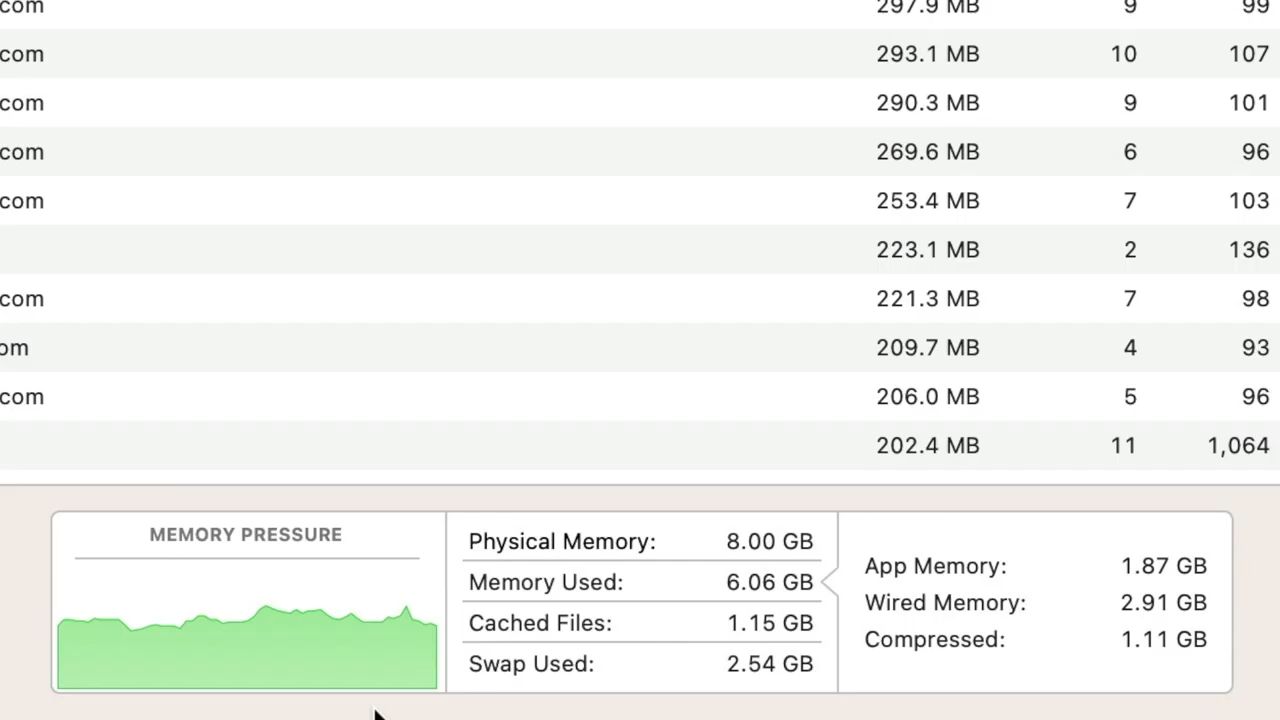 com 297.9 MB 9 99
com 293.1 MB 10 107
com 290.3 MB 9 101
com 269.6 MB 6 96
com 253.4 MB 7 103
223.1 MB 2 136
com 221.3 MB 7 98
om 209.7 MB 4 93
com 206.0 MB 5 96
202.4 MB 11 1,064
MEMORY PRESSURE
Physical Memory: 8.00 GB
Memory Used: 6.06 GB
Cached Files: 1.15 GB
Swap Used: 2.54 GB
App Memory: 1.87 GB
Wired Memory: 2.91 GB
Compressed: 1.11 GB